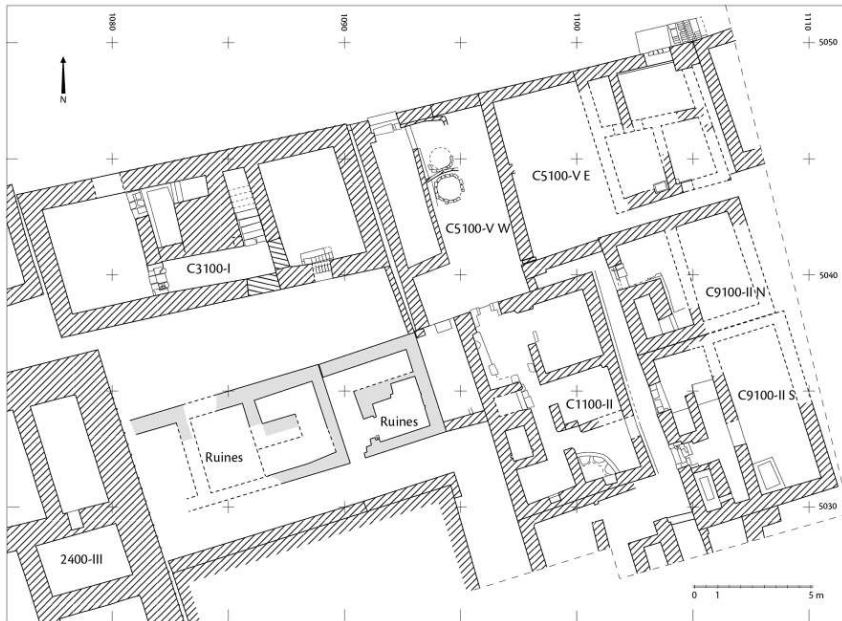 1080
1090
1100
1110
5050
N
C5100-V E
C5100-V W
C3100-I
5040
C9100-II N
C1100-II
C9100-II S
Ruines
Ruines
5030
2400-III
0 1 5 m